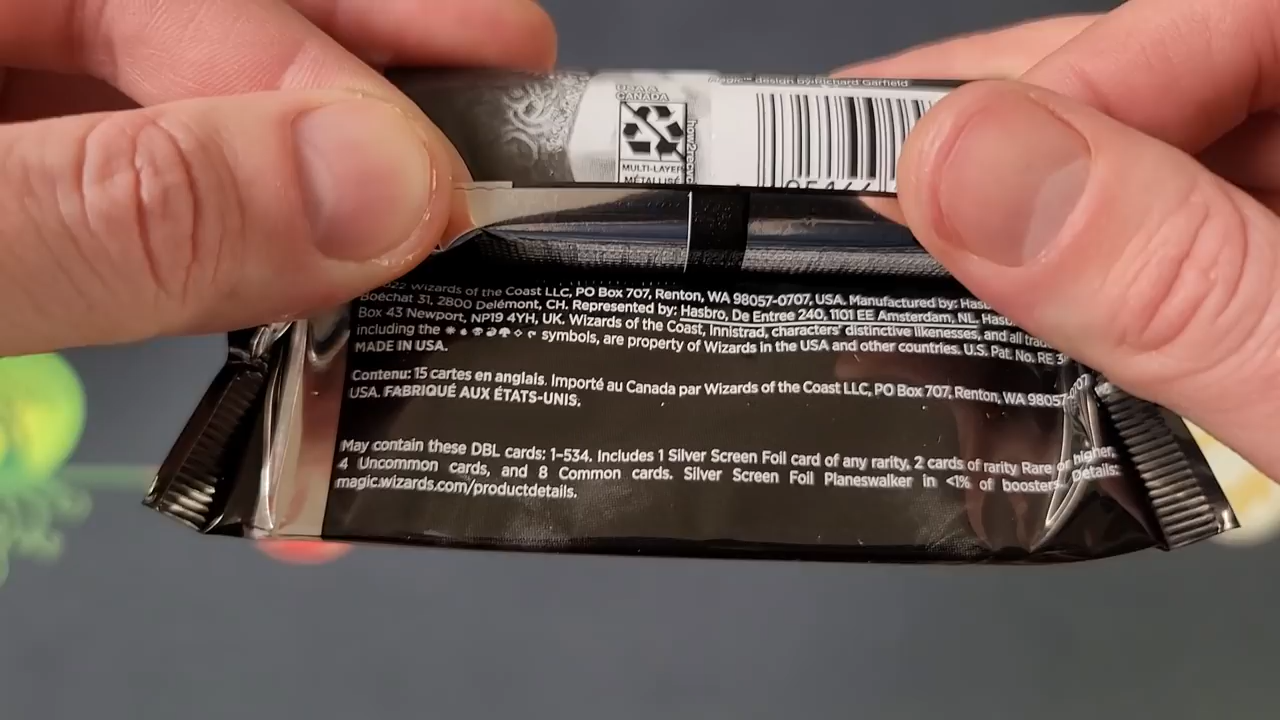 Magic™ design by Richard Garfield
USA &
CANADA
how2recyc
MULTI-LAYER
MÉTALLISÉ
22 Wizards of the Coast LLC, PO Box 707, Renton, WA 98057-0707, USA. Manufactured by: Hasb
Boéchat 31, 2800 Delémont, CH. Represented by: Hasbro, De Entree 240, 1101 EE Amsterdam, NL. Hasb
Box 43 Newport, NP19 4YH, UK. Wizards of the Coast, Innistrad, characters' distinctive likenesses, and all
including the symbols, are property of Wizards in the USA and other countries. U.S. Pat. No. RE
MADE IN USA.
Contenu: 15 cartes en anglais. Importé au Canada par Wizards of the Coast LLC, PO Box 707, Renton, WA 98057-0707
USA. FABRIQUÉ AUX ÉTATS-UNIS.
May contain these DBL cards: 1-534. Includes 1 Silver Screen Foil card of any rarity, 2 cards of rarity Rare or higher,
4 Uncommon cards, and 8 Common cards. Silver Screen Foil Planeswalker in <1% of boosters. Details:
magic.wizards.com/productdetails.